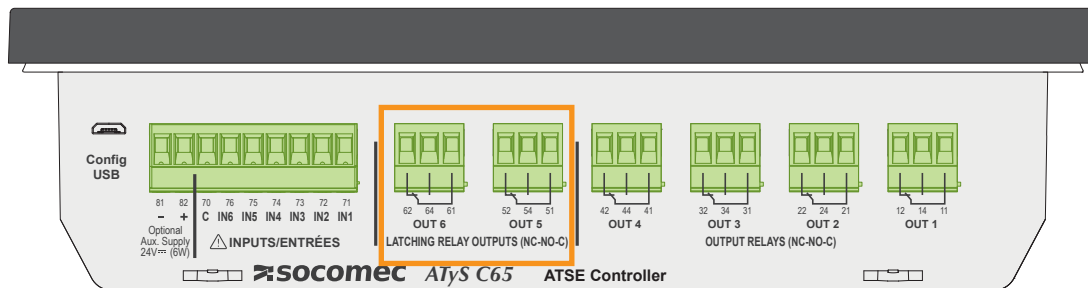 Config
USB
81 82 70 76 75 74 73 72 71
− + C IN6 IN5 IN4 IN3 IN2 IN1
Optional
Aux. Supply
24V⎓ (6W)
⚠ INPUTS/ENTRÉES
62 64 61
OUT 6
52 54 51
OUT 5
LATCHING RELAY OUTPUTS (NC-NO-C)
42 44 41
OUT 4
32 34 31
OUT 3
22 24 21
OUT 2
12 14 11
OUT 1
OUTPUT RELAYS (NC-NO-C)
socomec ATyS C65 ATSE Controller